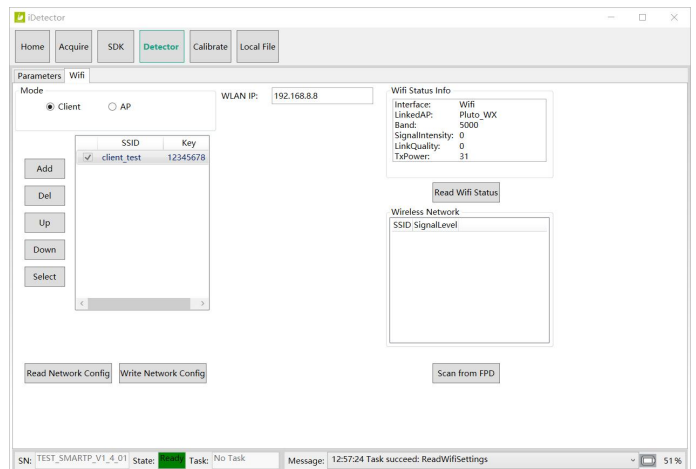 iDetector
Home Acquire SDK Detector Calibrate Local File
Parameters Wifi
Mode
Client AP
WLAN IP: 192.168.8.8
SSID Key
client_test 12345678
Add
Del
Up
Down
Select
Read Network Config Write Network Config
Wifi Status Info
Interface: Wifi
LinkedAP: Pluto_WX
Band: 5000
SignalIntensity: 0
LinkQuality: 0
TxPower: 31
Read Wifi Status
Wireless Network
SSID SignalLevel
Scan from FPD
SN: TEST_SMARTP_V1_4_01 State: Ready Task: No Task Message: 12:57:24 Task succeed: ReadWifiSettings 51%